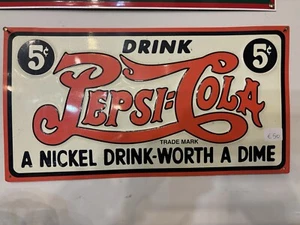 5¢ DRINK 5¢
PEPSI:COLA
TRADE MARK
A NICKEL DRINK-WORTH A DIME